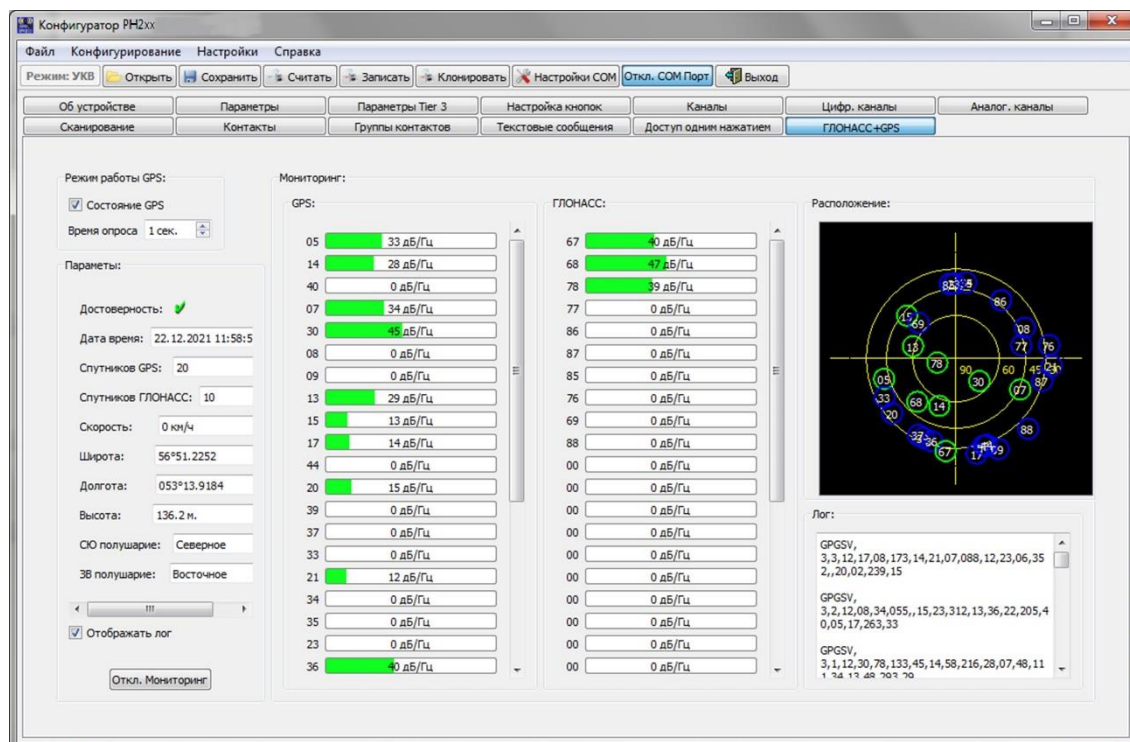 Конфигуратор РН2хх
Файл Конфигурирование Настройки Справка
Режим: УКВ Открыть Сохранить Считать Записать Клонировать Настройки COM Откл. COM Порт Выход
Об устройстве Параметры Параметры Tier 3 Настройка кнопок Каналы Цифр. каналы Аналог. каналы
Сканирование Контакты Группы контактов Текстовые сообщения Доступ одним нажатием ГЛОНАСС+GPS
Режим работы GPS:
Состояние GPS
Время опроса 1 сек.
Параметы:
Достоверность:
Дата время: 22.12.2021 11:58:5
Спутников GPS: 20
Спутников ГЛОНАСС: 10
Скорость: 0 км/ч
Широта: 56°51.2252
Долгота: 053°13.9184
Высота: 136.2 м.
СЮ полушарие: Северное
ЗВ полушарие: Восточное
Отображать лог
Откл. Мониторинг
Мониторинг:
GPS:
05 33 дБ/Гц
14 28 дБ/Гц
40 0 дБ/Гц
07 34 дБ/Гц
30 45 дБ/Гц
08 0 дБ/Гц
09 0 дБ/Гц
13 29 дБ/Гц
15 13 дБ/Гц
17 14 дБ/Гц
44 0 дБ/Гц
20 15 дБ/Гц
39 0 дБ/Гц
37 0 дБ/Гц
33 0 дБ/Гц
21 12 дБ/Гц
34 0 дБ/Гц
35 0 дБ/Гц
23 0 дБ/Гц
36 40 дБ/Гц
ГЛОНАСС:
67 40 дБ/Гц
68 47 дБ/Гц
78 39 дБ/Гц
77 0 дБ/Гц
86 0 дБ/Гц
87 0 дБ/Гц
85 0 дБ/Гц
76 0 дБ/Гц
69 0 дБ/Гц
88 0 дБ/Гц
00 0 дБ/Гц
00 0 дБ/Гц
00 0 дБ/Гц
00 0 дБ/Гц
00 0 дБ/Гц
00 0 дБ/Гц
00 0 дБ/Гц
00 0 дБ/Гц
00 0 дБ/Гц
00 0 дБ/Гц
Расположение:
86
15 69 08
13 77 76
78
90 60 45 21
05 30 07 87
33 68 14
20 88
37 36
67 17
Лог:
GPGSV,
3,3,12,17,08,173,14,21,07,088,12,23,06,35
2,,20,02,239,15
GPGSV,
3,2,12,08,34,055,,15,23,312,13,36,22,205,4
0,05,17,263,33
GPGSV,
3,1,12,30,78,133,45,14,58,216,28,07,48,11
1,34,13,48,293,29